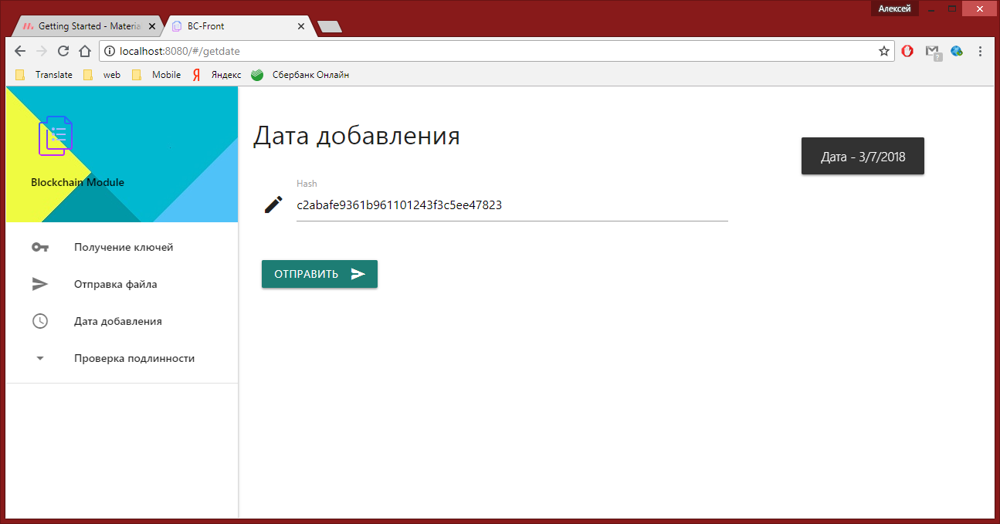 Алексей
Getting Started - Materia
BC-Front
localhost:8080/#/getdate
Translate web Mobile Яндекс Сбербанк Онлайн
Blockchain Module
Получение ключей
Отправка файла
Дата добавления
Проверка подлинности
Дата добавления
Дата - 3/7/2018
Hash
c2abafe9361b961101243f3c5ee47823
ОТПРАВИТЬ